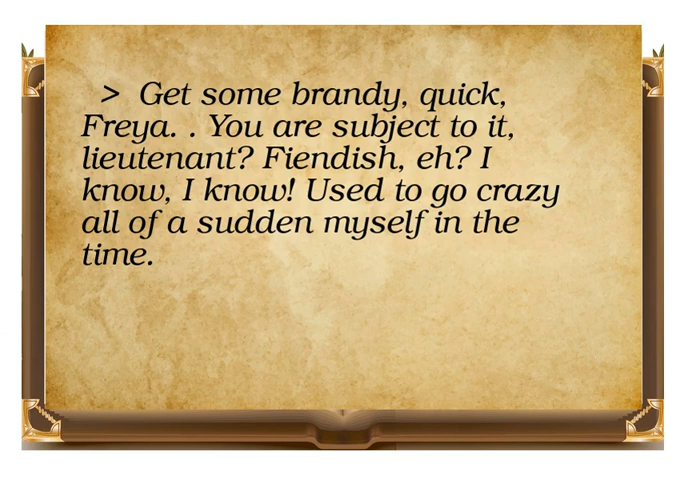 > Get some brandy, quick,
Freya. . You are subject to it,
lieutenant? Fiendish, eh? I
know, I know! Used to go crazy
all of a sudden myself in the
time.